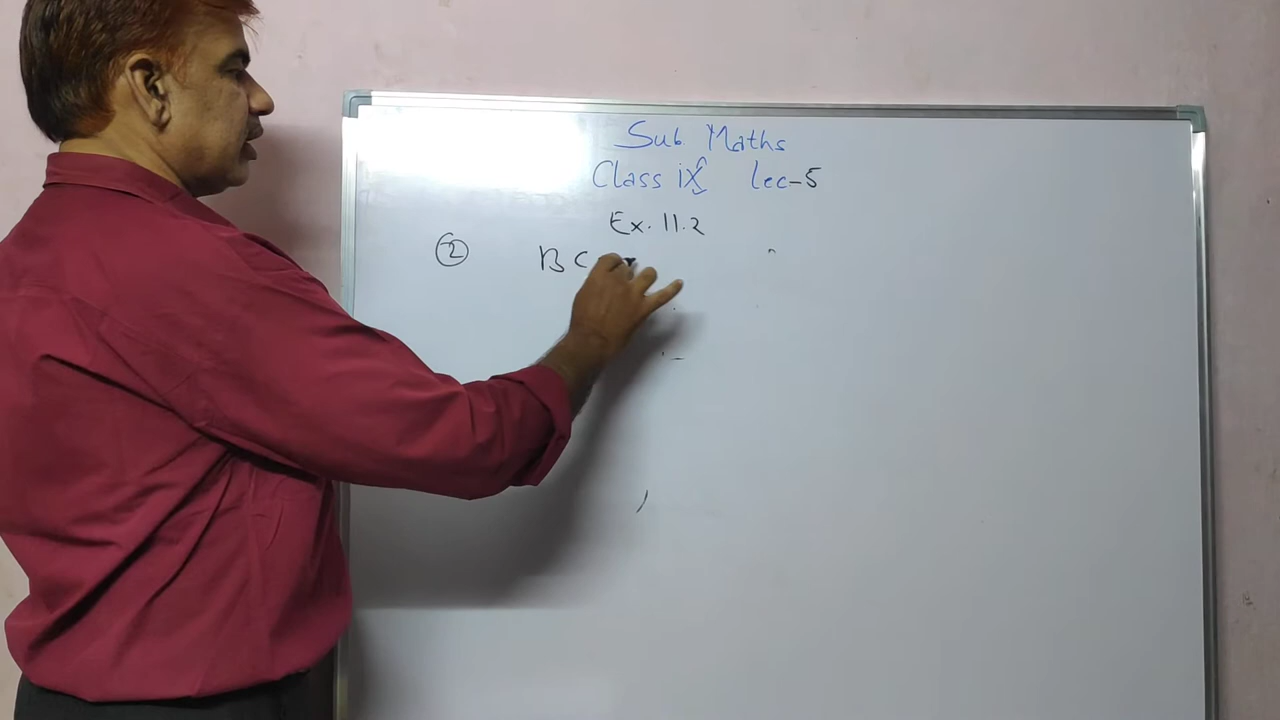 Sub Maths
Class iX Lec-5
Ex. 11.2
② BC